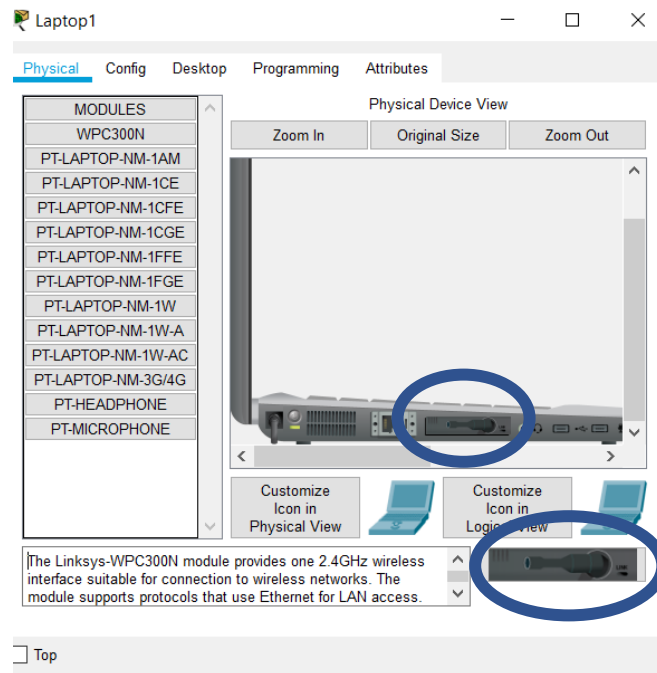 Laptop1
Physical Config Desktop Programming Attributes
MODULES
WPC300N
PT-LAPTOP-NM-1AM
PT-LAPTOP-NM-1CE
PT-LAPTOP-NM-1CFE
PT-LAPTOP-NM-1CGE
PT-LAPTOP-NM-1FFE
PT-LAPTOP-NM-1FGE
PT-LAPTOP-NM-1W
PT-LAPTOP-NM-1W-A
PT-LAPTOP-NM-1W-AC
PT-LAPTOP-NM-3G/4G
PT-HEADPHONE
PT-MICROPHONE
Physical Device View
Zoom In Original Size Zoom Out
Customize
Icon in
Physical View
Customize
Icon in
Logical View
The Linksys-WPC300N module provides one 2.4GHz wireless
interface suitable for connection to wireless networks. The
module supports protocols that use Ethernet for LAN access.
Top